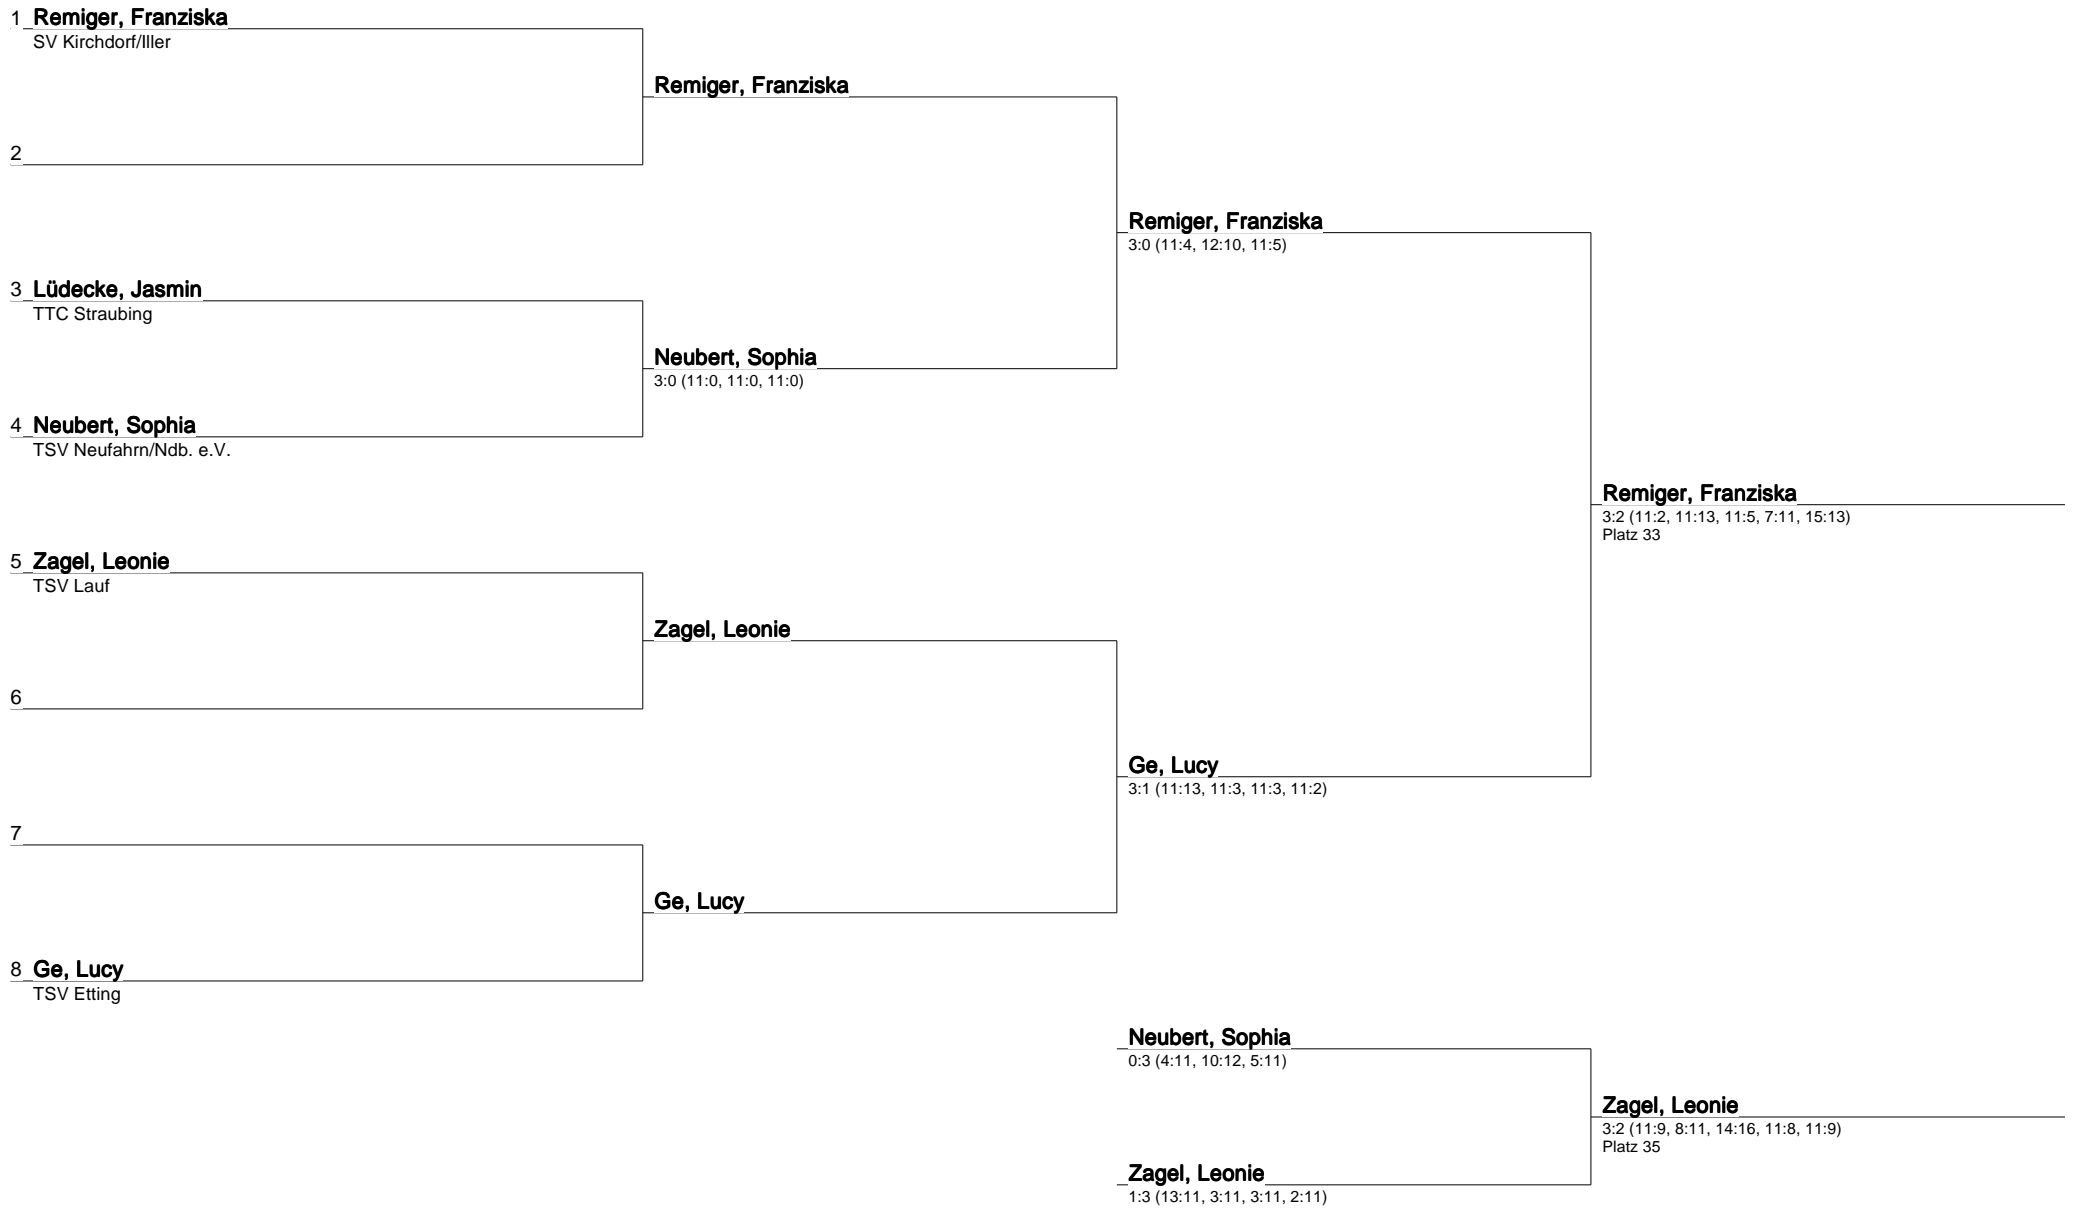 1 Remiger, Franziska
SV Kirchdorf/Iller
Remiger, Franziska
2
Remiger, Franziska
3:0 (11:4, 12:10, 11:5)
3 Lüdecke, Jasmin
TTC Straubing
Neubert, Sophia
3:0 (11:0, 11:0, 11:0)
4 Neubert, Sophia
TSV Neufahrn/Ndb. e.V.
Remiger, Franziska
3:2 (11:2, 11:13, 11:5, 7:11, 15:13)
Platz 33
5 Zagel, Leonie
TSV Lauf
Zagel, Leonie
6
Ge, Lucy
3:1 (11:13, 11:3, 11:3, 11:2)
7
Ge, Lucy
8 Ge, Lucy
TSV Etting
Neubert, Sophia
0:3 (4:11, 10:12, 5:11)
Zagel, Leonie
3:2 (11:9, 8:11, 14:16, 11:8, 11:9)
Platz 35
Zagel, Leonie
1:3 (13:11, 3:11, 3:11, 2:11)